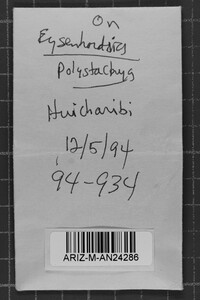 On
Eysenhardtia
Polystachya
Huicharibi
12/5/94
94-934
ARIZ-M-AN24286